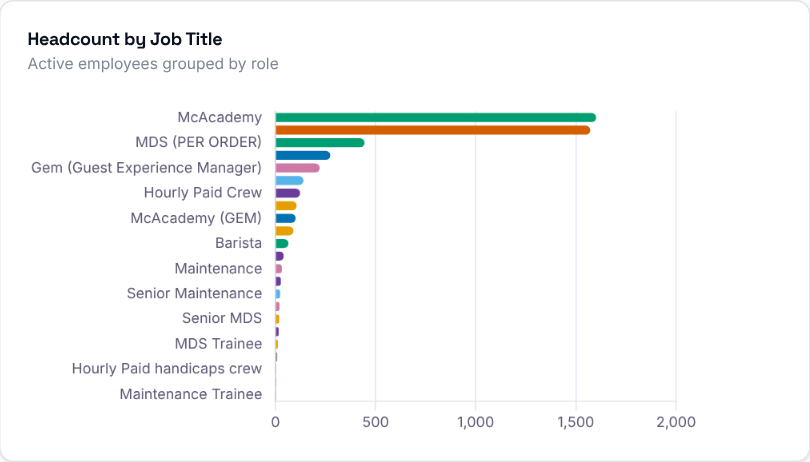 Headcount by Job Title
Active employees grouped by role
McAcademy
MDS (PER ORDER)
Gem (Guest Experience Manager)
Hourly Paid Crew
McAcademy (GEM)
Barista
Maintenance
Senior Maintenance
Senior MDS
MDS Trainee
Hourly Paid handicaps crew
Maintenance Trainee
0 500 1,000 1,500 2,000